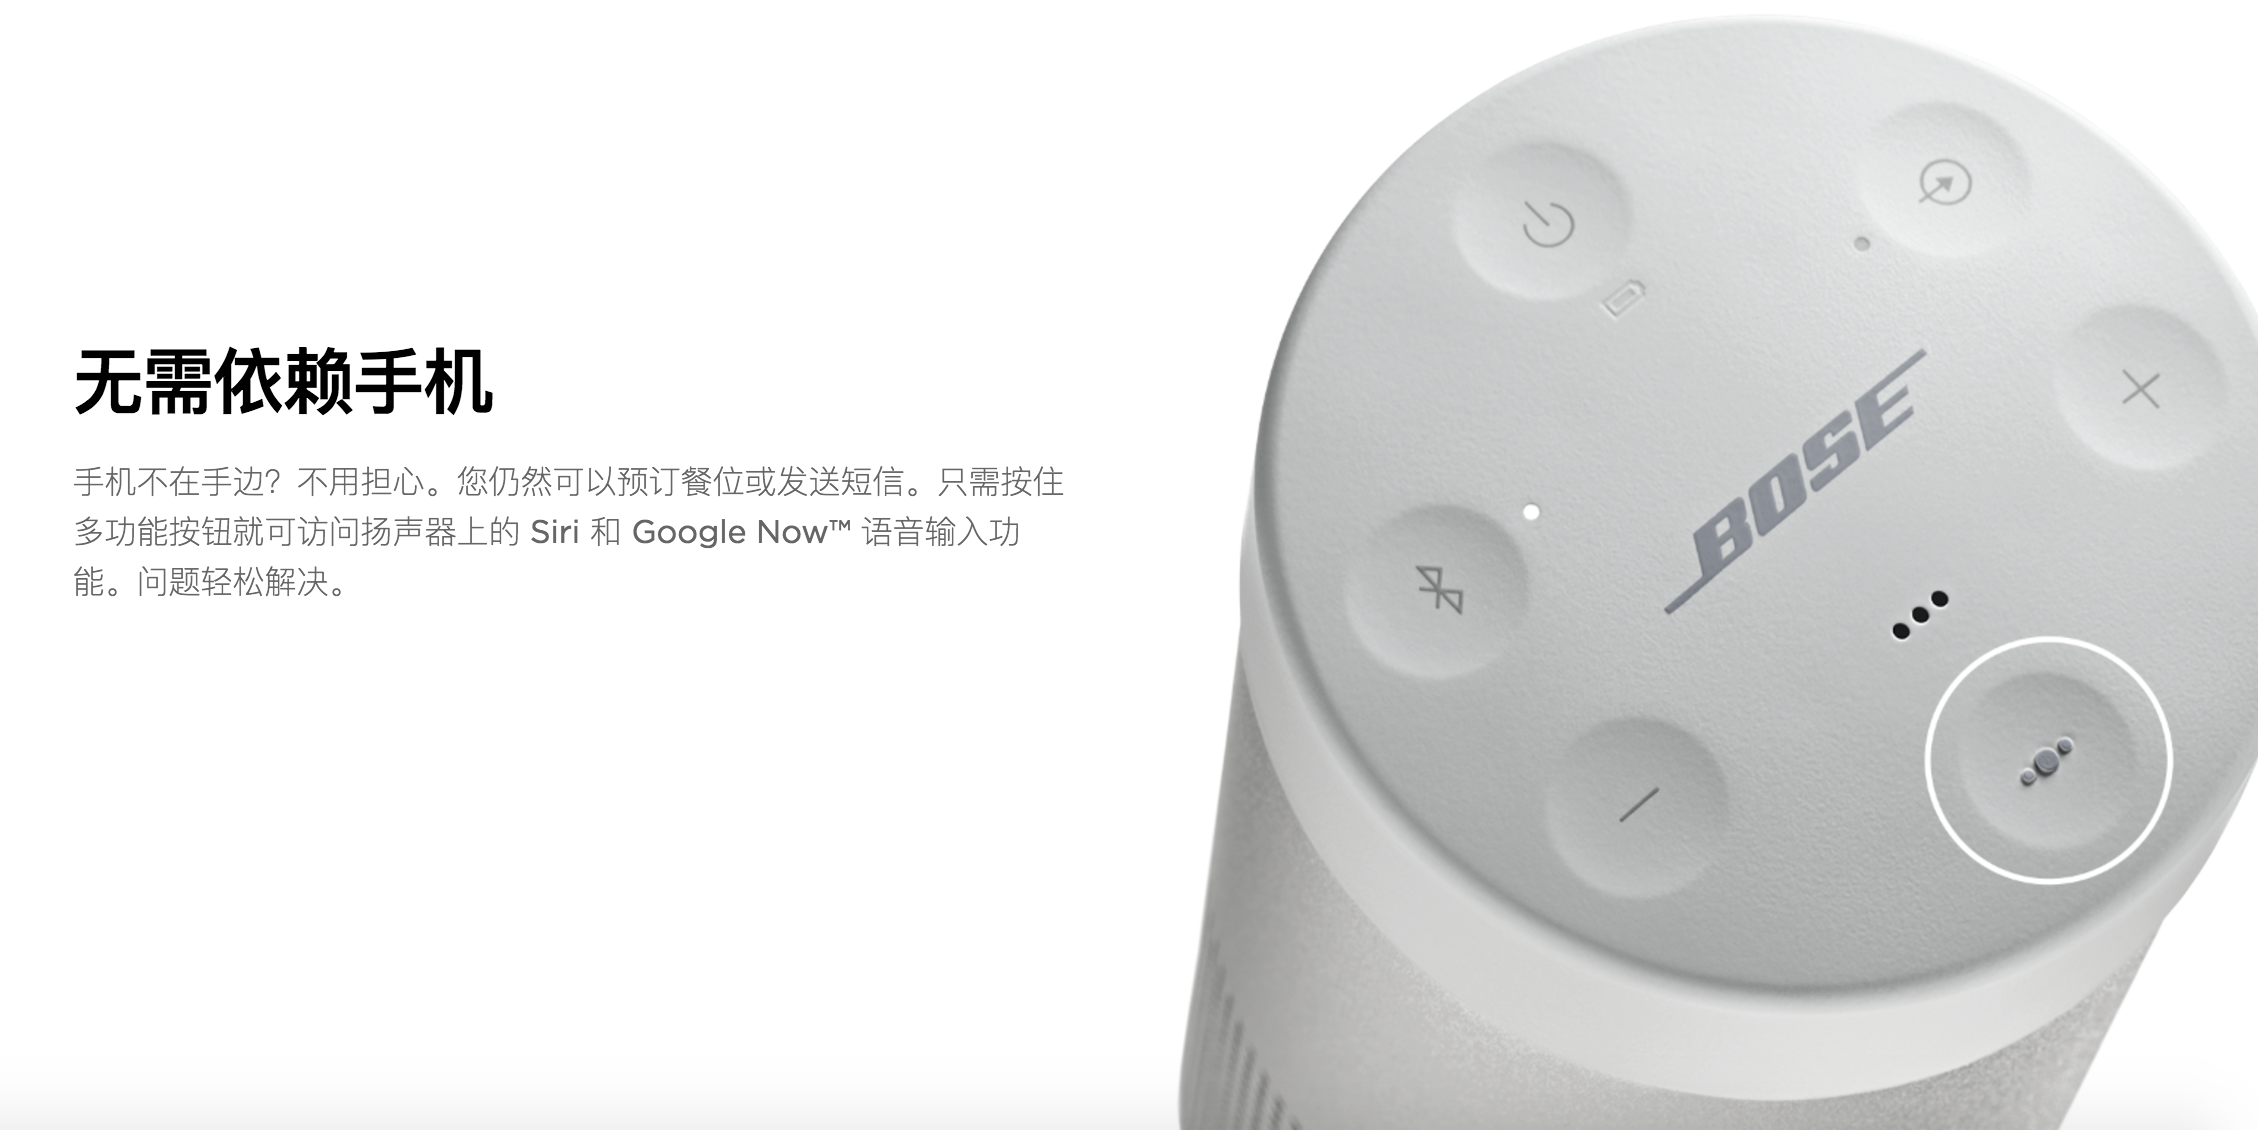 无需依赖手机
手机不在手边？不用担心。您仍然可以预订餐位或发送短信。只需按住
多功能按钮就可访问扬声器上的 Siri 和 Google Now™ 语音输入功
能。问题轻松解决。
BOSE